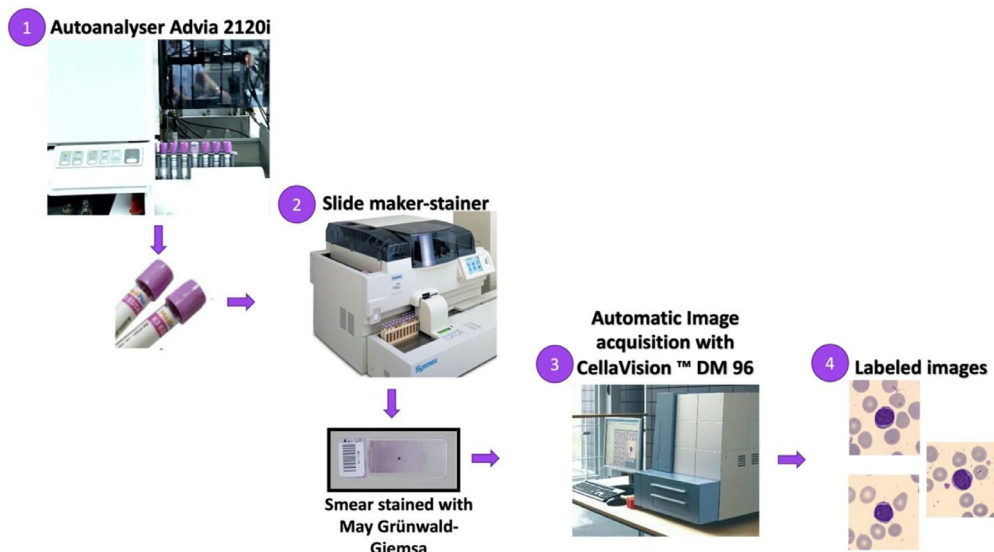 1
Autoanalyser Advia 2120i
2
Slide maker-stainer
Sysmex
Smear stained with
May Grünwald-
Giemsa
3
Automatic Image
acquisition with
CellaVision ™ DM 96
4
Labeled images